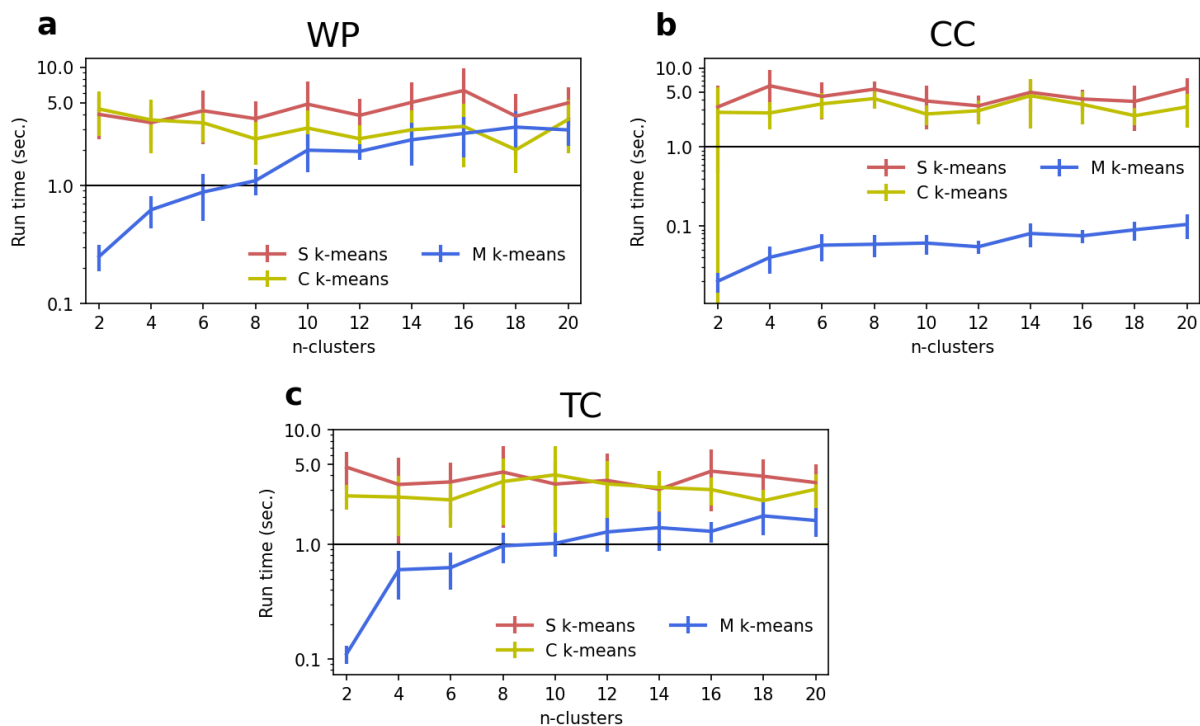 a
WP
Run time (sec.)
10.0
5.0
1.0
0.1
S k-means
C k-means
M k-means
2 4 6 8 10 12 14 16 18 20
n-clusters
b
CC
Run time (sec.)
10.0
5.0
1.0
0.1
S k-means
C k-means
M k-means
2 4 6 8 10 12 14 16 18 20
n-clusters
c
TC
Run time (sec.)
10.0
5.0
1.0
0.1
S k-means
C k-means
M k-means
2 4 6 8 10 12 14 16 18 20
n-clusters